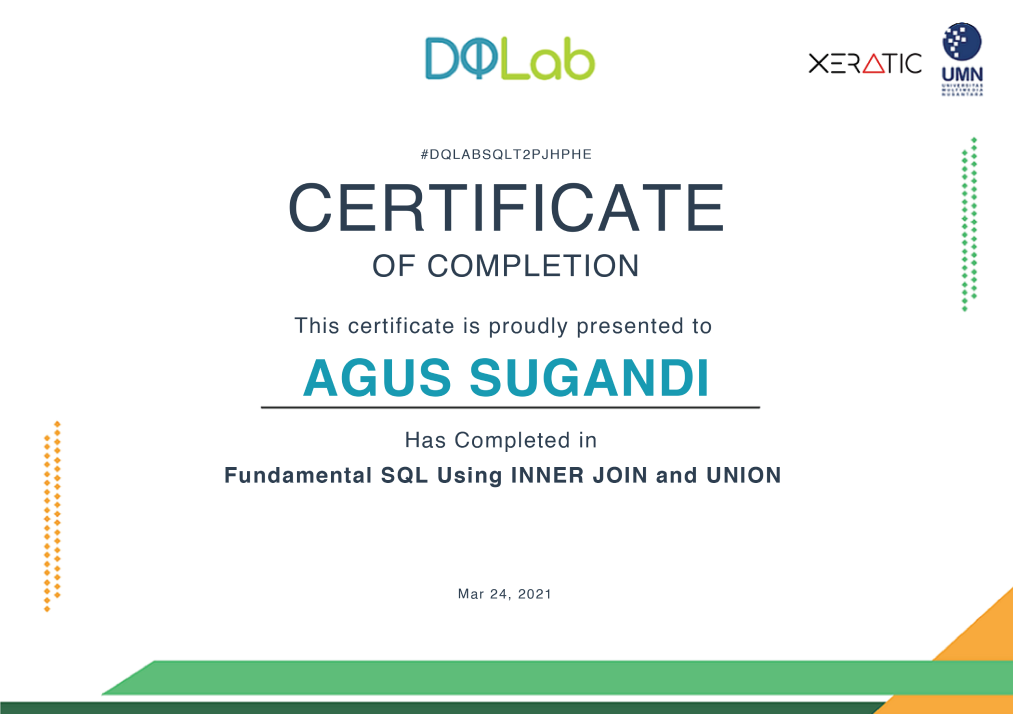 DQLab
XERATIC
UMN
UNIVERSITAS
MULTIMEDIA
NUSANTARA
#DQLABSQLT2PJHPHE
CERTIFICATE
OF COMPLETION
This certificate is proudly presented to
AGUS SUGANDI
Has Completed in
Fundamental SQL Using INNER JOIN and UNION
Mar 24, 2021